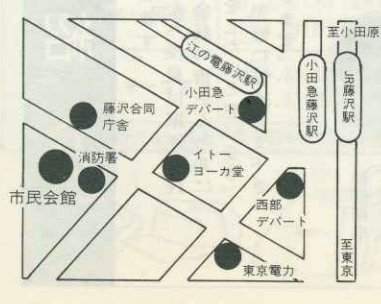 至小田原
江の電藤沢駅
小田急藤沢駅
JR藤沢駅
小田急
デパート
藤沢合同
庁舎
消防署
イトー
ヨーカ堂
市民会館
西部
デパート
東京電力
至東京